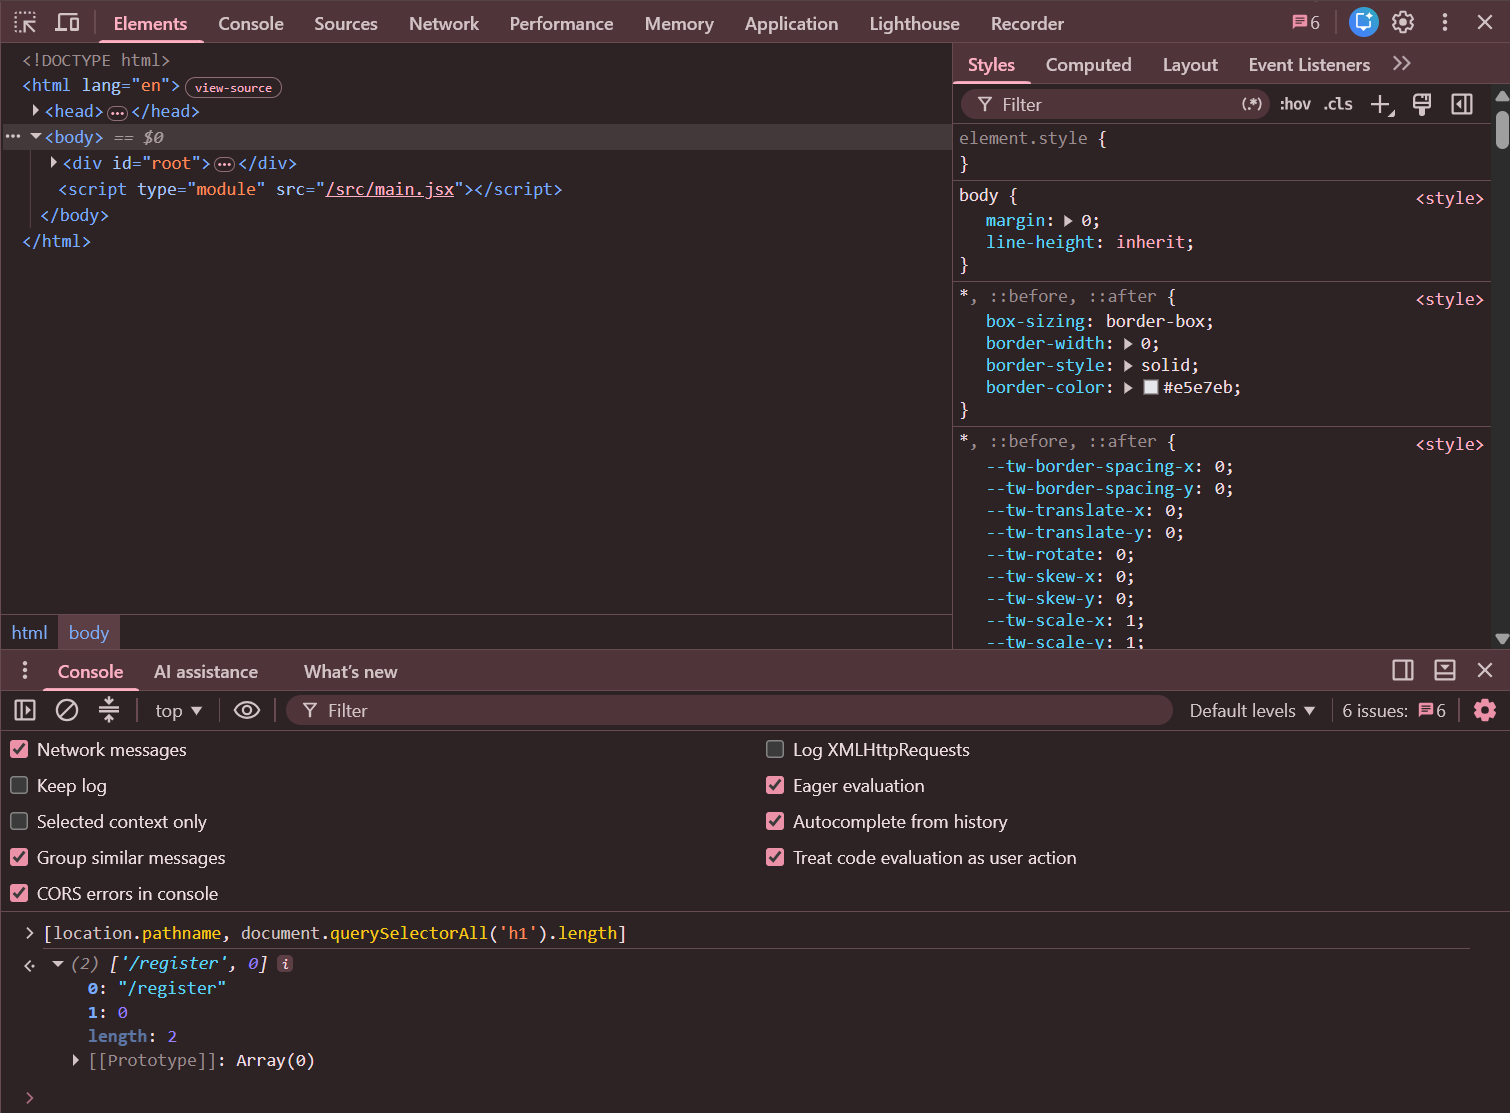 Elements Console Sources Network Performance Memory Application Lighthouse Recorder 6
<!DOCTYPE html>
<html lang="en"> view-source
<head> ••• </head>
••• <body> == $0
<div id="root"> ••• </div>
<script type="module" src="/src/main.jsx"></script>
</body>
</html>
html body
Styles Computed Layout Event Listeners
Filter (.*) :hov .cls
element.style {
}
body { <style>
margin: 0;
line-height: inherit;
}
*, ::before, ::after { <style>
box-sizing: border-box;
border-width: 0;
border-style: solid;
border-color: #e5e7eb;
}
*, ::before, ::after { <style>
--tw-border-spacing-x: 0;
--tw-border-spacing-y: 0;
--tw-translate-x: 0;
--tw-translate-y: 0;
--tw-rotate: 0;
--tw-skew-x: 0;
--tw-skew-y: 0;
--tw-scale-x: 1;
--tw-scale-y: 1;
Console AI assistance What's new
top Filter Default levels 6 issues: 6
Network messages Log XMLHttpRequests
Keep log Eager evaluation
Selected context only Autocomplete from history
Group similar messages Treat code evaluation as user action
CORS errors in console
> [location.pathname, document.querySelectorAll('h1').length]
(2) ['/register', 0] i
0: "/register"
1: 0
length: 2
[[Prototype]]: Array(0)
>